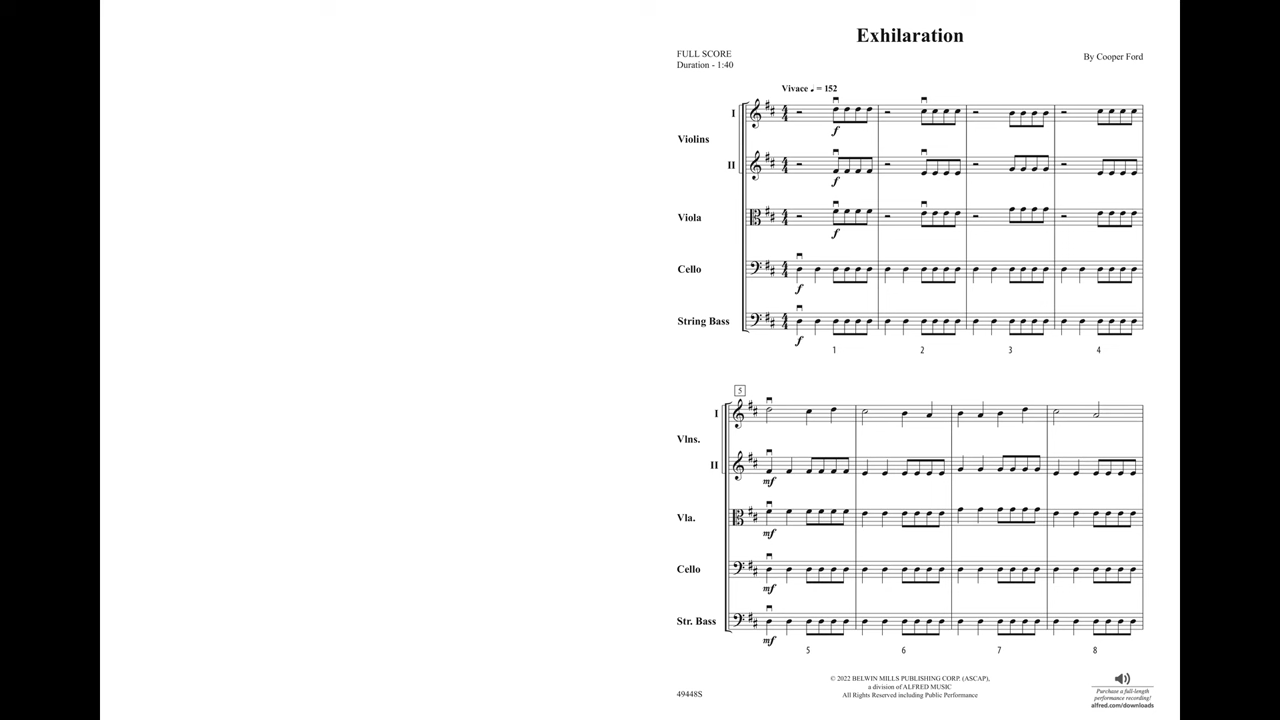 Exhilaration
FULL SCORE
Duration - 1:40
By Cooper Ford
Vivace ♩ = 152
I
Violins
II
Viola
Cello
String Bass
f
f
f
f
f
1 2 3 4
5
I
Vlns.
II
mf
Vla.
mf
Cello
mf
Str. Bass
mf
5 6 7 8
© 2022 BELWIN MILLS PUBLISHING CORP. (ASCAP),
a division of ALFRED MUSIC
All Rights Reserved including Public Performance
49448S
Purchase a full-length
performance recording!
alfred.com/downloads